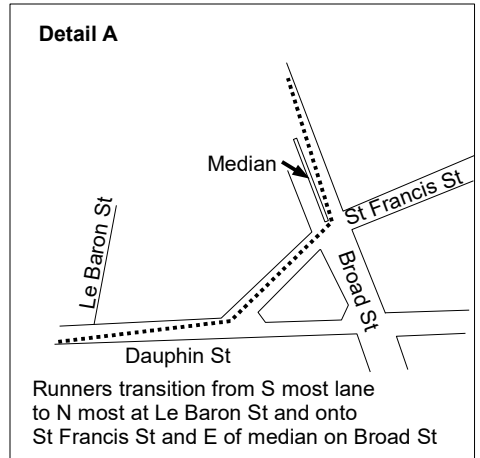 Detail A
Median
St Francis St
Le Baron St
Broad St
Dauphin St
Runners transition from S most lane
to N most at Le Baron St and onto
St Francis St and E of median on Broad St